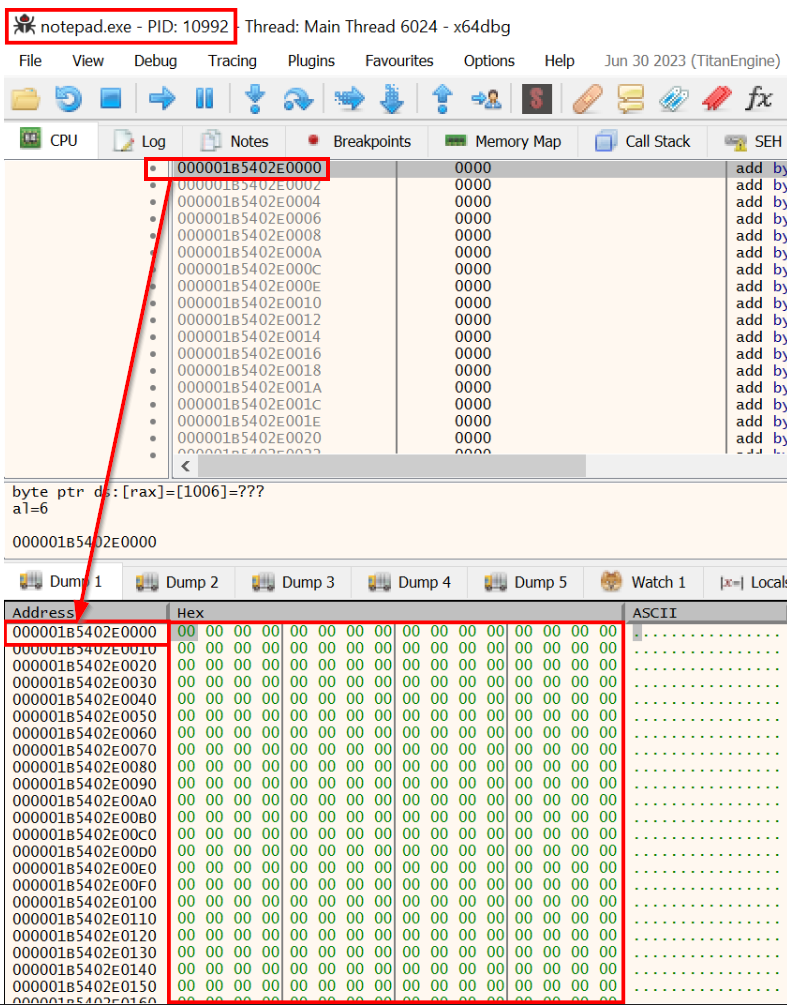 notepad.exe - PID: 10992 - Thread: Main Thread 6024 - x64dbg
File View Debug Tracing Plugins Favourites Options Help Jun 30 2023 (TitanEngine)
CPU Log Notes Breakpoints Memory Map Call Stack SEH
000001B5402E0000 0000 add by
000001B5402E0002 0000 add by
000001B5402E0004 0000 add by
000001B5402E0006 0000 add by
000001B5402E0008 0000 add by
000001B5402E000A 0000 add by
000001B5402E000C 0000 add by
000001B5402E000E 0000 add by
000001B5402E0010 0000 add by
000001B5402E0012 0000 add by
000001B5402E0014 0000 add by
000001B5402E0016 0000 add by
000001B5402E0018 0000 add by
000001B5402E001A 0000 add by
000001B5402E001C 0000 add by
000001B5402E001E 0000 add by
000001B5402E0020 0000 add by
byte ptr ds:[rax]=[1006]=???
al=6
000001B5402E0000
Dump 1 Dump 2 Dump 3 Dump 4 Dump 5 Watch 1 |x=| Locals
Address Hex ASCII
000001B5402E0000 00 00 00 00 00 00 00 00 00 00 00 00 00 00 00 00 ................
000001B5402E0010 00 00 00 00 00 00 00 00 00 00 00 00 00 00 00 00 ................
000001B5402E0020 00 00 00 00 00 00 00 00 00 00 00 00 00 00 00 00 ................
000001B5402E0030 00 00 00 00 00 00 00 00 00 00 00 00 00 00 00 00 ................
000001B5402E0040 00 00 00 00 00 00 00 00 00 00 00 00 00 00 00 00 ................
000001B5402E0050 00 00 00 00 00 00 00 00 00 00 00 00 00 00 00 00 ................
000001B5402E0060 00 00 00 00 00 00 00 00 00 00 00 00 00 00 00 00 ................
000001B5402E0070 00 00 00 00 00 00 00 00 00 00 00 00 00 00 00 00 ................
000001B5402E0080 00 00 00 00 00 00 00 00 00 00 00 00 00 00 00 00 ................
000001B5402E0090 00 00 00 00 00 00 00 00 00 00 00 00 00 00 00 00 ................
000001B5402E00A0 00 00 00 00 00 00 00 00 00 00 00 00 00 00 00 00 ................
000001B5402E00B0 00 00 00 00 00 00 00 00 00 00 00 00 00 00 00 00 ................
000001B5402E00C0 00 00 00 00 00 00 00 00 00 00 00 00 00 00 00 00 ................
000001B5402E00D0 00 00 00 00 00 00 00 00 00 00 00 00 00 00 00 00 ................
000001B5402E00E0 00 00 00 00 00 00 00 00 00 00 00 00 00 00 00 00 ................
000001B5402E00F0 00 00 00 00 00 00 00 00 00 00 00 00 00 00 00 00 ................
000001B5402E0100 00 00 00 00 00 00 00 00 00 00 00 00 00 00 00 00 ................
000001B5402E0110 00 00 00 00 00 00 00 00 00 00 00 00 00 00 00 00 ................
000001B5402E0120 00 00 00 00 00 00 00 00 00 00 00 00 00 00 00 00 ................
000001B5402E0130 00 00 00 00 00 00 00 00 00 00 00 00 00 00 00 00 ................
000001B5402E0140 00 00 00 00 00 00 00 00 00 00 00 00 00 00 00 00 ................
000001B5402E0150 00 00 00 00 00 00 00 00 00 00 00 00 00 00 00 00 ................